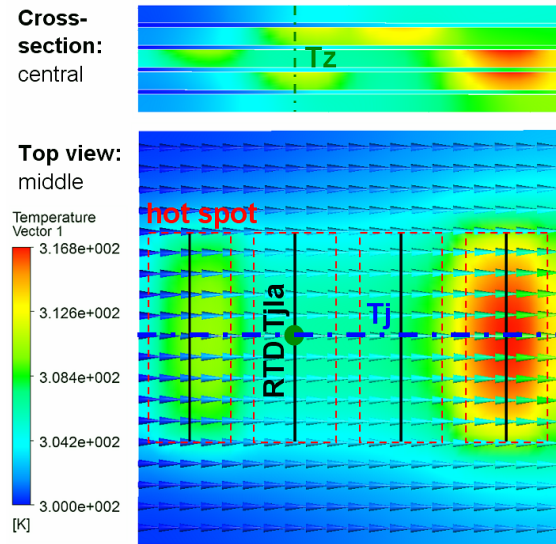 Cross-
section:
central
Tz
Top view:
middle
Temperature
Vector 1
hot spot
3.168e+002
3.126e+002
3.084e+002
3.042e+002
3.000e+002
[K]
RTD Tjla
Tj